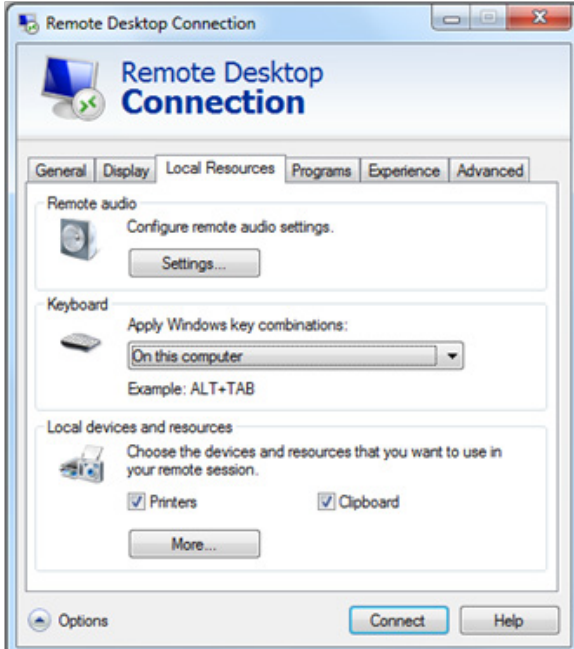 Remote Desktop Connection
Remote Desktop
Connection
General Display Local Resources Programs Experience Advanced
Remote audio
Configure remote audio settings.
Settings...
Keyboard
Apply Windows key combinations:
On this computer
Example: ALT+TAB
Local devices and resources
Choose the devices and resources that you want to use in
your remote session.
Printers Clipboard
More...
Options Connect Help